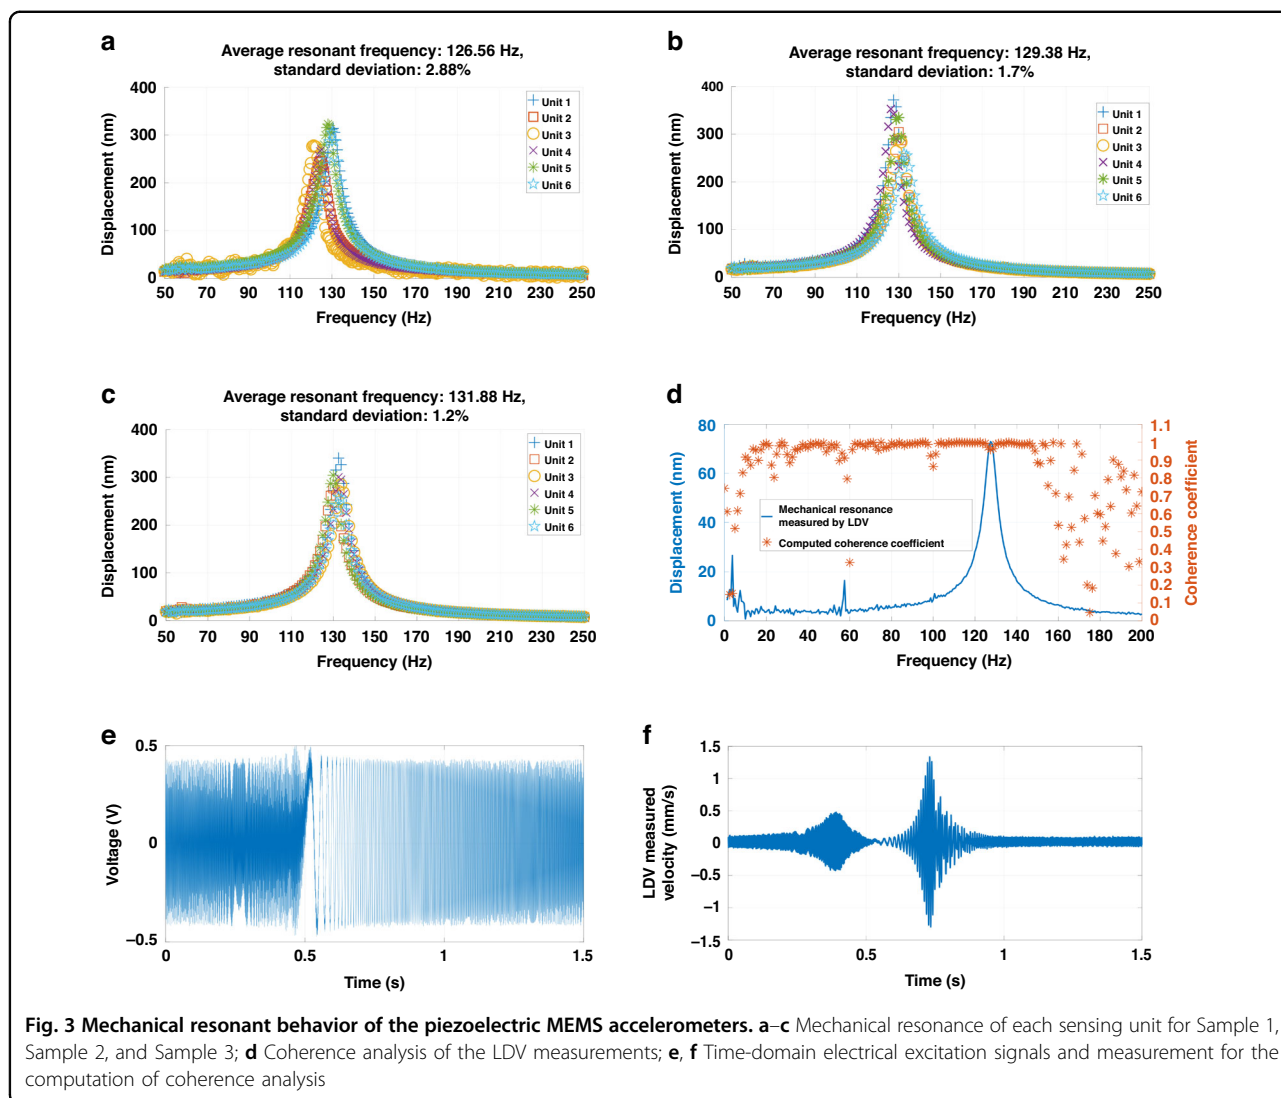 a
Average resonant frequency: 126.56 Hz,
standard deviation: 2.88%
400
300
200
100
0
Displacement (nm)
Unit 1
Unit 2
Unit 3
Unit 4
Unit 5
Unit 6
50 70 90 110 130 150 170 190 210 230 250
Frequency (Hz)
b
Average resonant frequency: 129.38 Hz,
standard deviation: 1.7%
400
300
200
100
0
Displacement (nm)
Unit 1
Unit 2
Unit 3
Unit 4
Unit 5
Unit 6
50 70 90 110 130 150 170 190 210 230 250
Frequency (Hz)
c
Average resonant frequency: 131.88 Hz,
standard deviation: 1.2%
400
300
200
100
0
Displacement (nm)
Unit 1
Unit 2
Unit 3
Unit 4
Unit 5
Unit 6
50 70 90 110 130 150 170 190 210 230 250
Frequency (Hz)
d
80
60
40
20
0
Displacement (nm)
Mechanical resonance
measured by LDV
Computed coherence coefficient
1.1
1
0.9
0.8
0.7
0.6
0.5
0.4
0.3
0.2
0.1
0
Coherence coefficient
0 20 40 60 80 100 120 140 160 180 200
Frequency (Hz)
e
0.5
0
–0.5
Voltage (V)
0 0.5 1 1.5
Time (s)
f
1.5
1
0.5
0
–0.5
–1
–1.5
LDV measured
velocity (mm/s)
0 0.5 1 1.5
Time (s)
Fig. 3 Mechanical resonant behavior of the piezoelectric MEMS accelerometers. a–c Mechanical resonance of each sensing unit for Sample 1,
Sample 2, and Sample 3; d Coherence analysis of the LDV measurements; e, f Time-domain electrical excitation signals and measurement for the
computation of coherence analysis